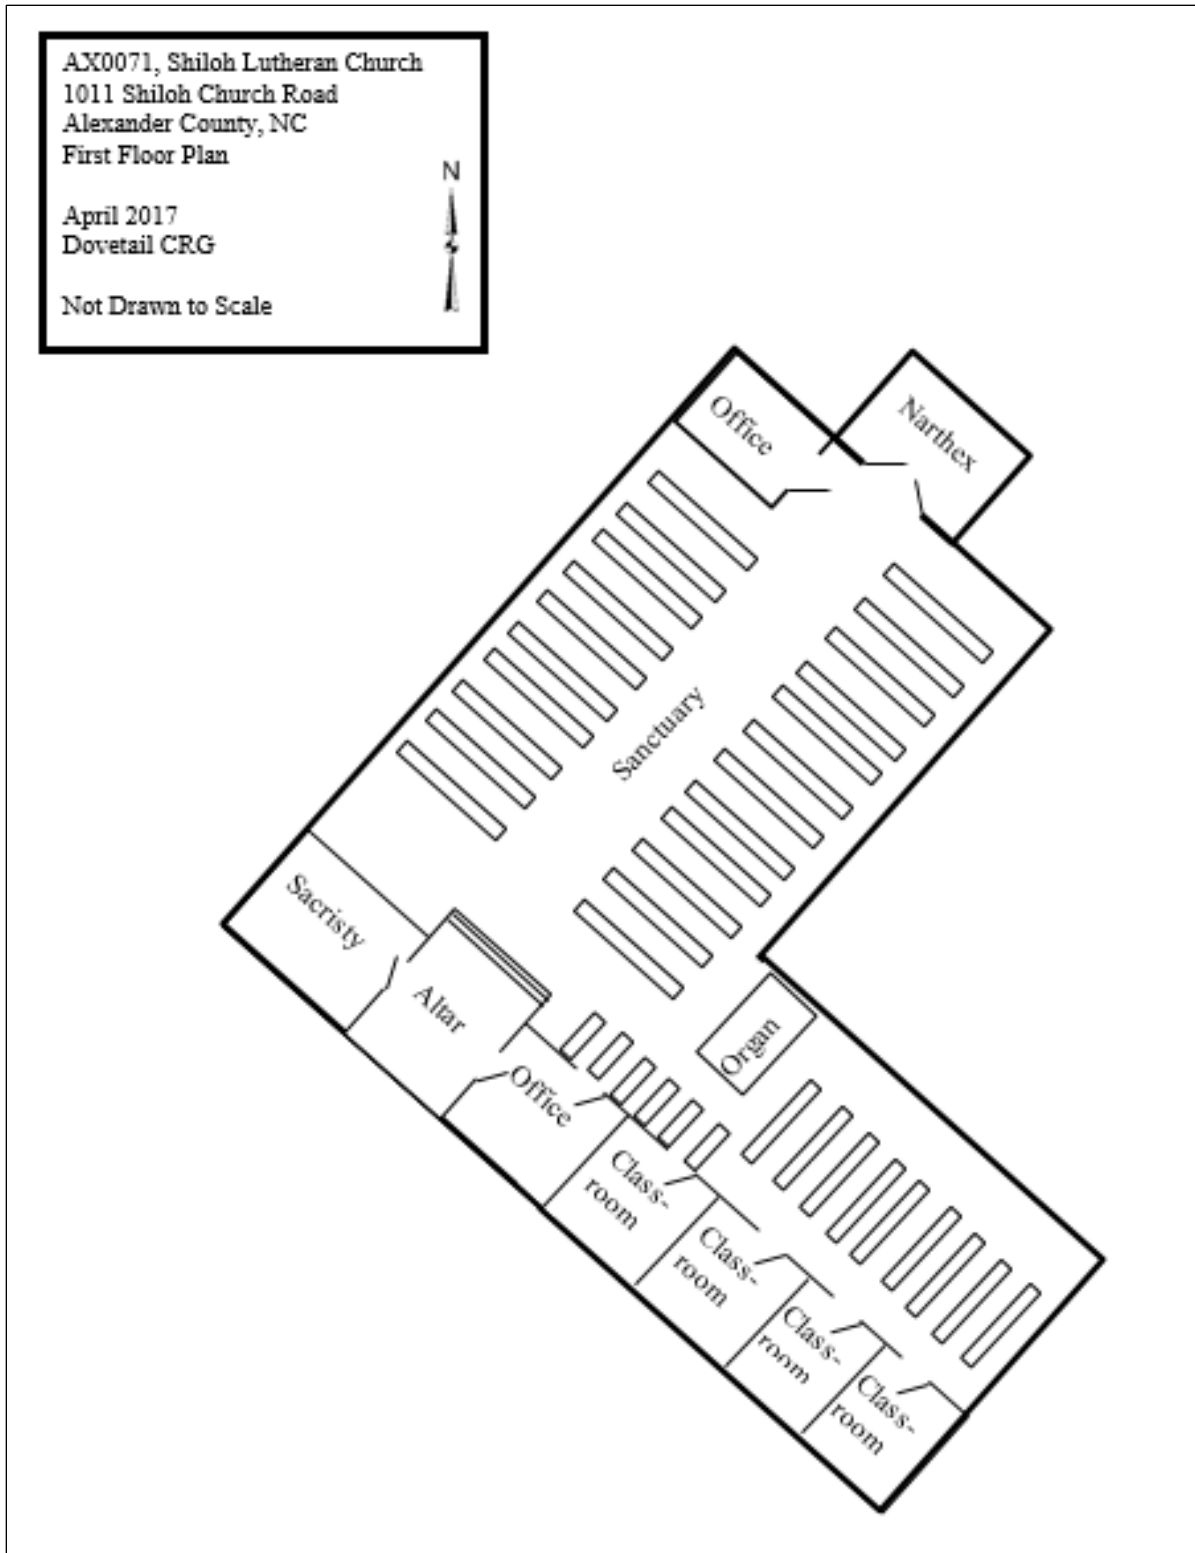 AX0071, Shiloh Lutheran Church
1011 Shiloh Church Road
Alexander County, NC
First Floor Plan
N
April 2017
Dovetail CRG
Not Drawn to Scale
Office
Narthex
Sanctuary
Sacristy
Altar
Organ
Office
Class-
room
Class-
room
Class-
room
Class-
room